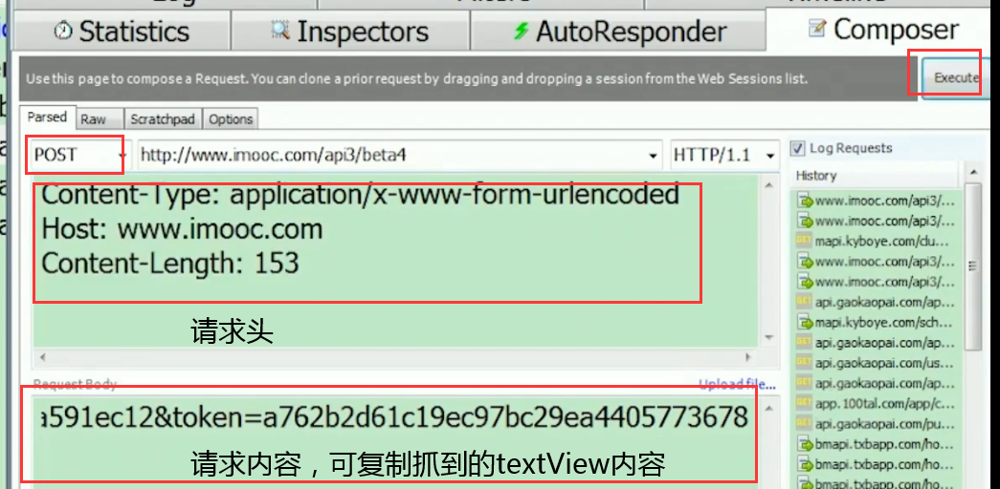 Statistics
Inspectors
AutoResponder
Composer
Use this page to compose a Request. You can clone a prior request by dragging and dropping a session from the Web Sessions list.
Execute
Parsed
Raw
Scratchpad
Options
POST
http://www.imooc.com/api3/beta4
HTTP/1.1
Log Requests
Content-Type: application/x-www-form-urlencoded
Host: www.imooc.com
Content-Length: 153
请求头
History
www.imooc.com/api3/...
www.imooc.com/api3/...
mapi.kyboye.com/clu...
www.imooc.com/api3/...
www.imooc.com/api3/...
api.gaokaopai.com/ap...
mapi.kyboye.com/sch...
api.gaokaopai.com/ap...
api.gaokaopai.com/us...
api.gaokaopai.com/ap...
app.100tal.com/app/c...
api.gaokaopai.com/pu...
bmapi.txbapp.com/ho...
bmapi.txbapp.com/ho...
bmapi.txbapp.com/ho...
Request Body
Upload file...
a591ec12&token=a762b2d61c19ec97bc29ea4405773678
请求内容，可复制抓到的textView内容